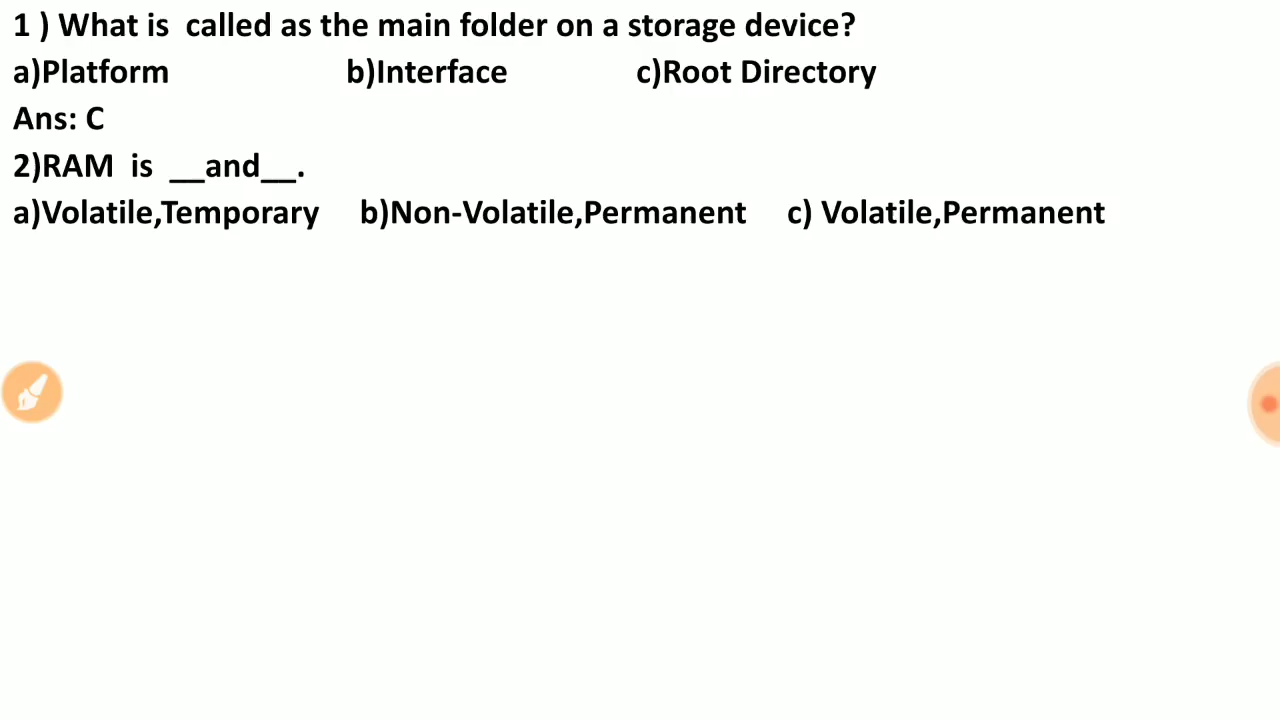 1 ) What is  called as the main folder on a storage device?
a)Platform b)Interface c)Root Directory
Ans: C
2)RAM  is  __and__.
a)Volatile,Temporary b)Non-Volatile,Permanent c) Volatile,Permanent